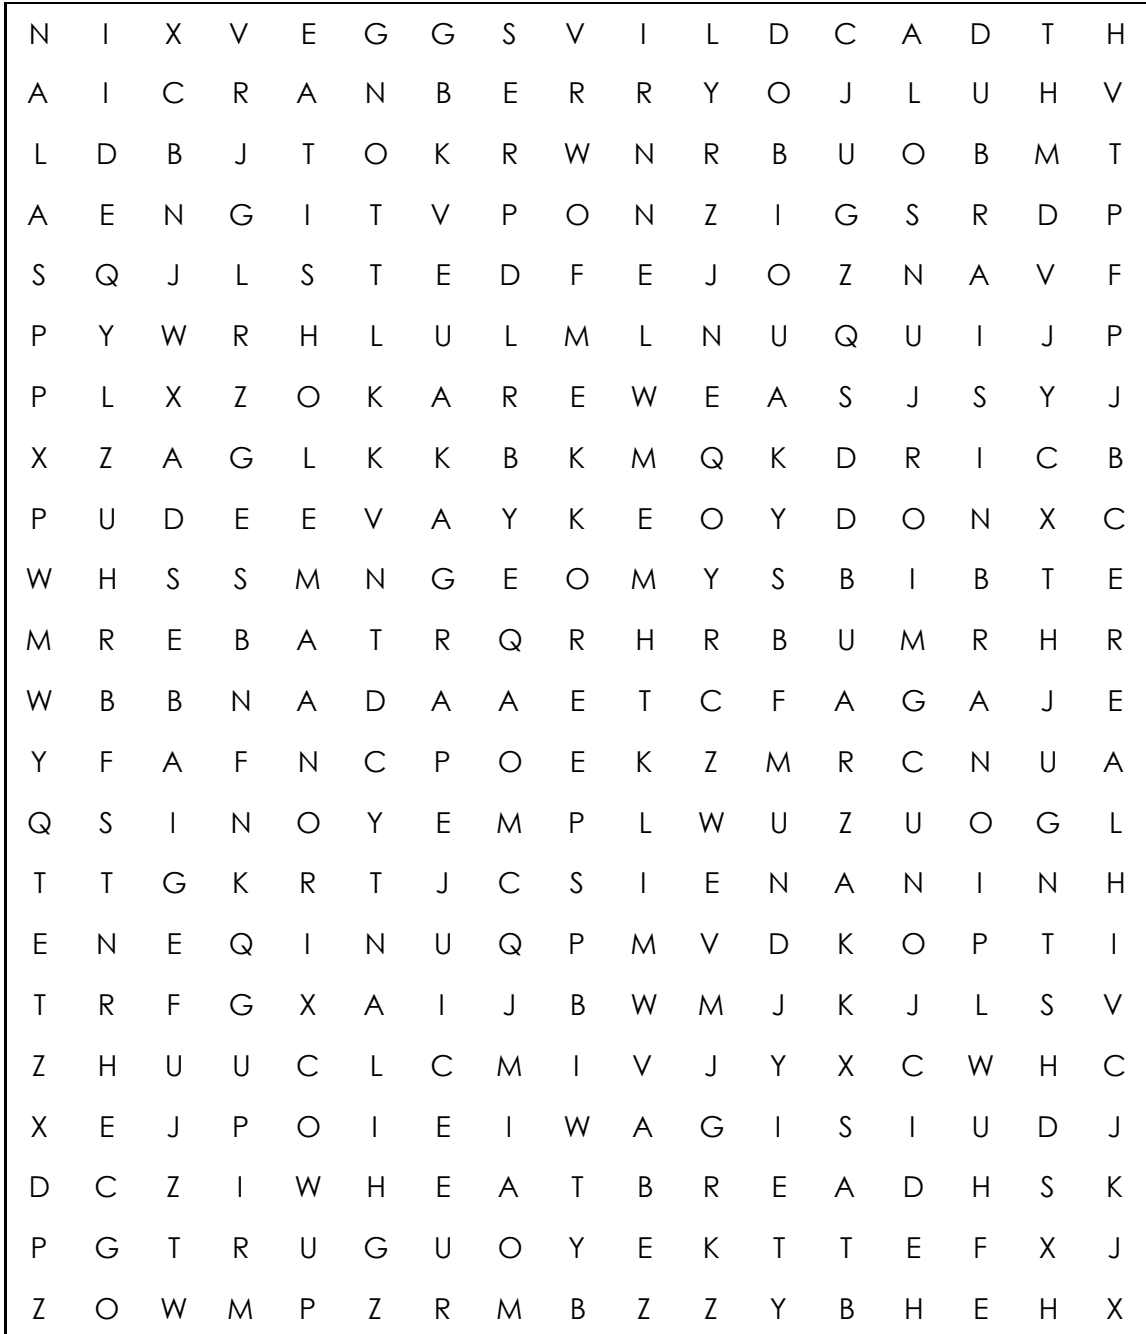 N I X V E G G S V I L D C A D T H
A I C R A N B E R R Y O J L U H V
L D B J T O K R W N R B U O B M T
A E N G I T V P O N Z I G S R D P
S Q J L S T E D F E J O Z N A V F
P Y W R H L U L M L N U Q U I J P
P L X Z O K A R E W E A S J S Y J
X Z A G L K K B K M Q K D R I C B
P U D E E V A Y K E O Y D O N X C
W H S S M N G E O M Y S B I B T E
M R E B A T R Q R H R B U M R H R
W B B N A D A A E T C F A G A J E
Y F A F N C P O E K Z M R C N U A
Q S I N O Y E M P L W U Z U O G L
T T G K R T J C S I E N A N I N H
E N E Q I N U Q P M V D K O P T I
T R F G X A I J B W M J K J L S V
Z H U U C L C M I V J Y X C W H C
X E J P O I E I W A G I S I U D J
D C Z I W H E A T B R E A D H S K
P G T R U G U O Y E K T T E F X J
Z O W M P Z R M B Z Z Y B H E H X